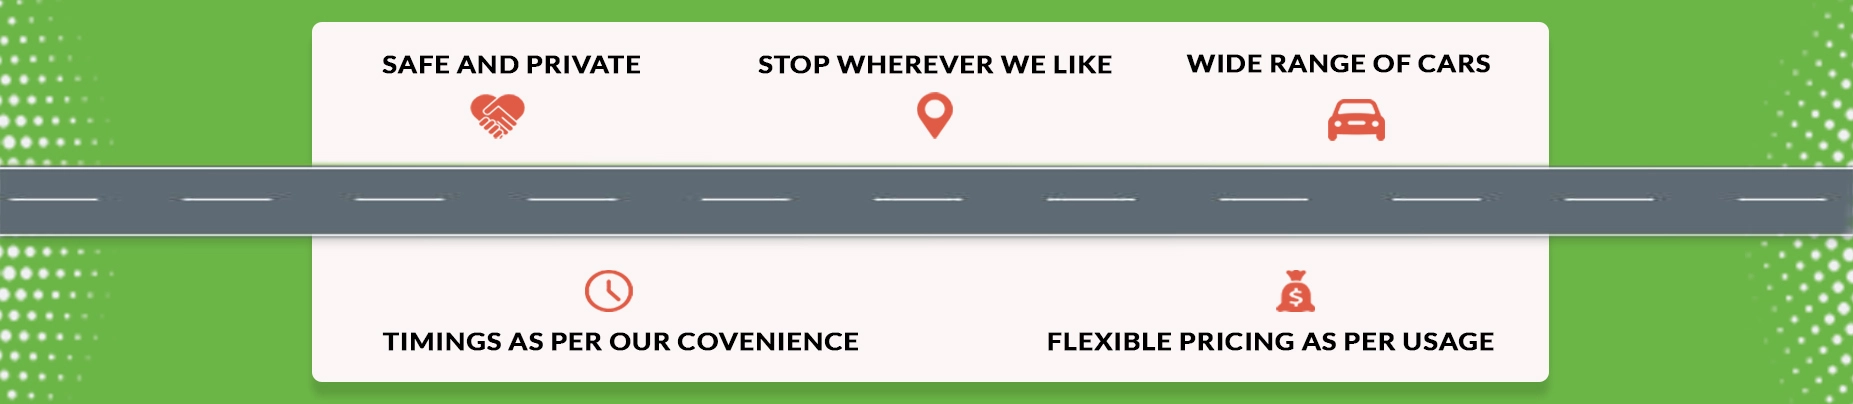 SAFE AND PRIVATE
STOP WHEREVER WE LIKE
WIDE RANGE OF CARS
TIMINGS AS PER OUR COVENIENCE
FLEXIBLE PRICING AS PER USAGE